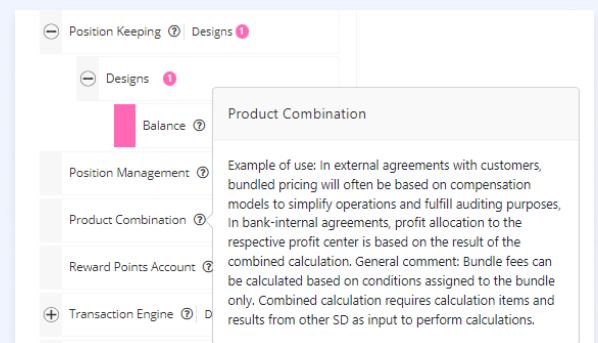 Position Keeping ? Designs 1
Designs 1
Balance ?
Position Management ?
Product Combination ?
Reward Points Account ?
Transaction Engine ? D
Product Combination
Example of use: In external agreements with customers,
bundled pricing will often be based on compensation
models to simplify operations and fulfill auditing purposes,
In bank-internal agreements, profit allocation to the
respective profit center is based on the result of the
combined calculation. General comment: Bundle fees can
be calculated based on conditions assigned to the bundle
only. Combined calculation requires calculation items and
results from other SD as input to perform calculations.